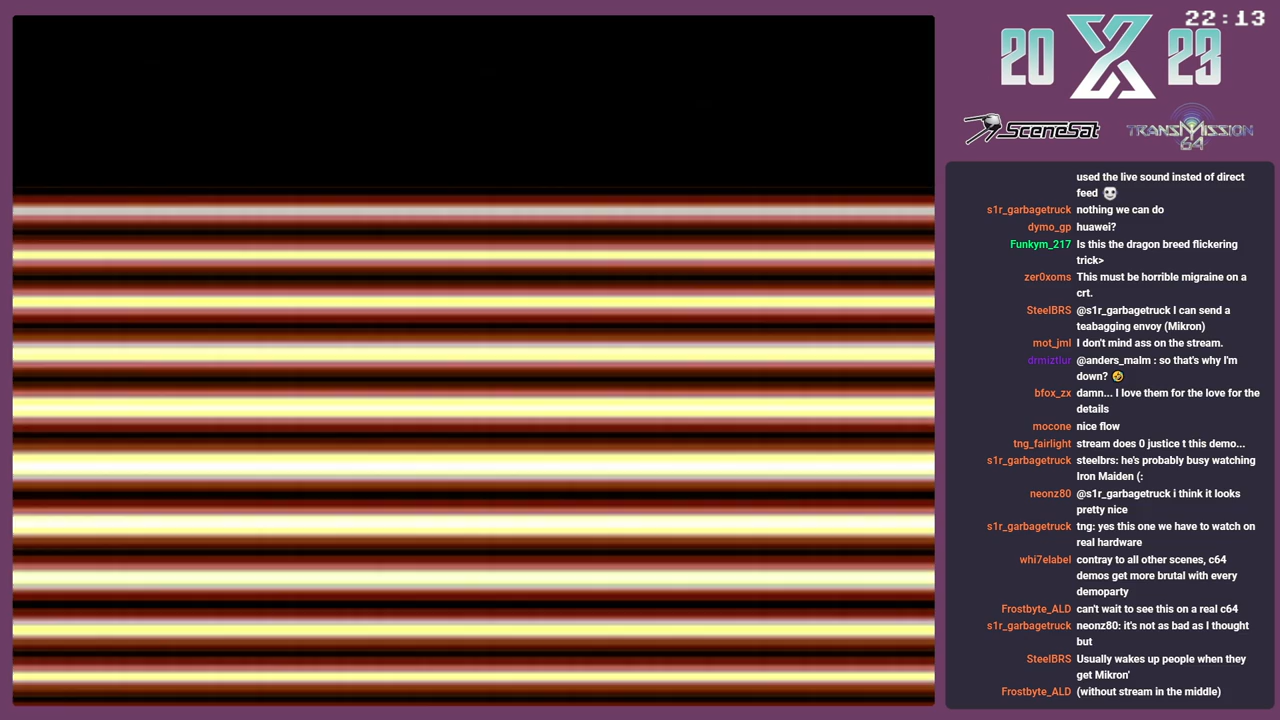 22:13
20 X 23
SCENESAT TRANSMISSION
64
used the live sound insted of direct
feed
s1r_garbagetruck nothing we can do
dymo_gp huawei?
Funkym_217 Is this the dragon breed flickering
trick>
zer0xoms This must be horrible migraine on a
crt.
SteelBRS @s1r_garbagetruck I can send a
teabagging envoy (Mikron)
mot_jml I don't mind ass on the stream.
drmiztlur @anders_malm : so that's why I'm
down? 🤣
bfox_zx damn... I love them for the love for the
details
mocone nice flow
tng_fairlight stream does 0 justice t this demo...
s1r_garbagetruck steelbrs: he's probably busy watching
Iron Maiden (:
neonz80 @s1r_garbagetruck i think it looks
pretty nice
s1r_garbagetruck tng: yes this one we have to watch on
real hardware
whi7elabel contray to all other scenes, c64
demos get more brutal with every
demoparty
Frostbyte_ALD can't wait to see this on a real c64
s1r_garbagetruck neonz80: it's not as bad as I thought
but
SteelBRS Usually wakes up people when they
get Mikron'
Frostbyte_ALD (without stream in the middle)